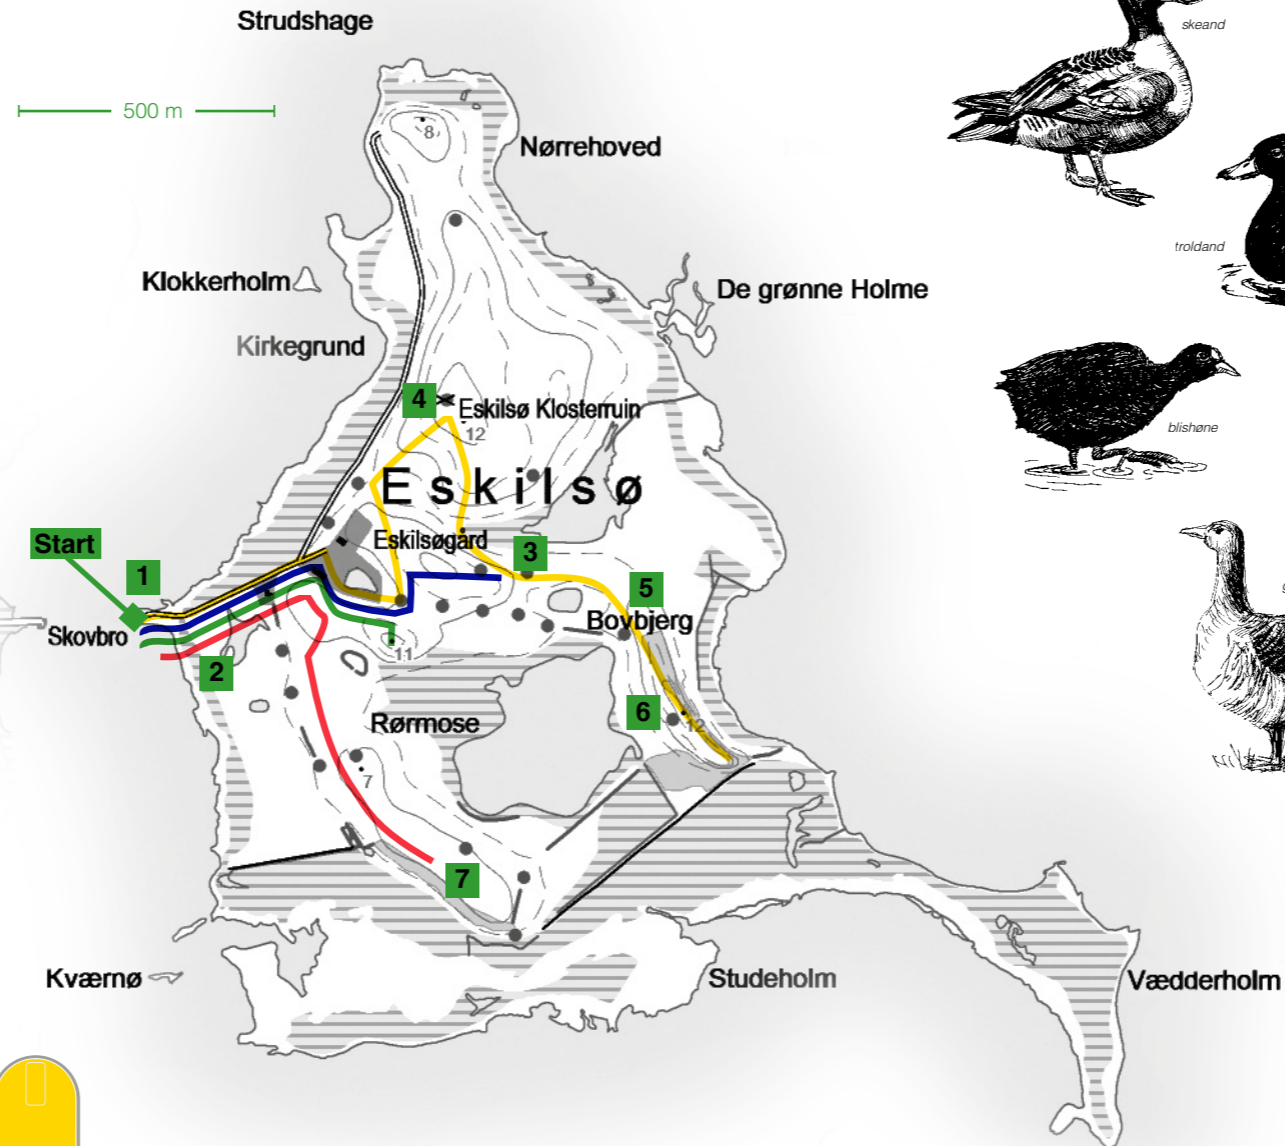 Strudshage
skeand
500 m
8
Nørrehoved
troldand
Klokkerholm
De grønne Holme
Kirkegrund
4
Eskilsø Klosterruin
12
blishøne
Eskilsø
Start
Eskilsøgård
3
1
5
Bovbjerg
Skovbro
11
2
6
Rørmose
12
7
7
Kværnø
Studeholm
Vædderholm